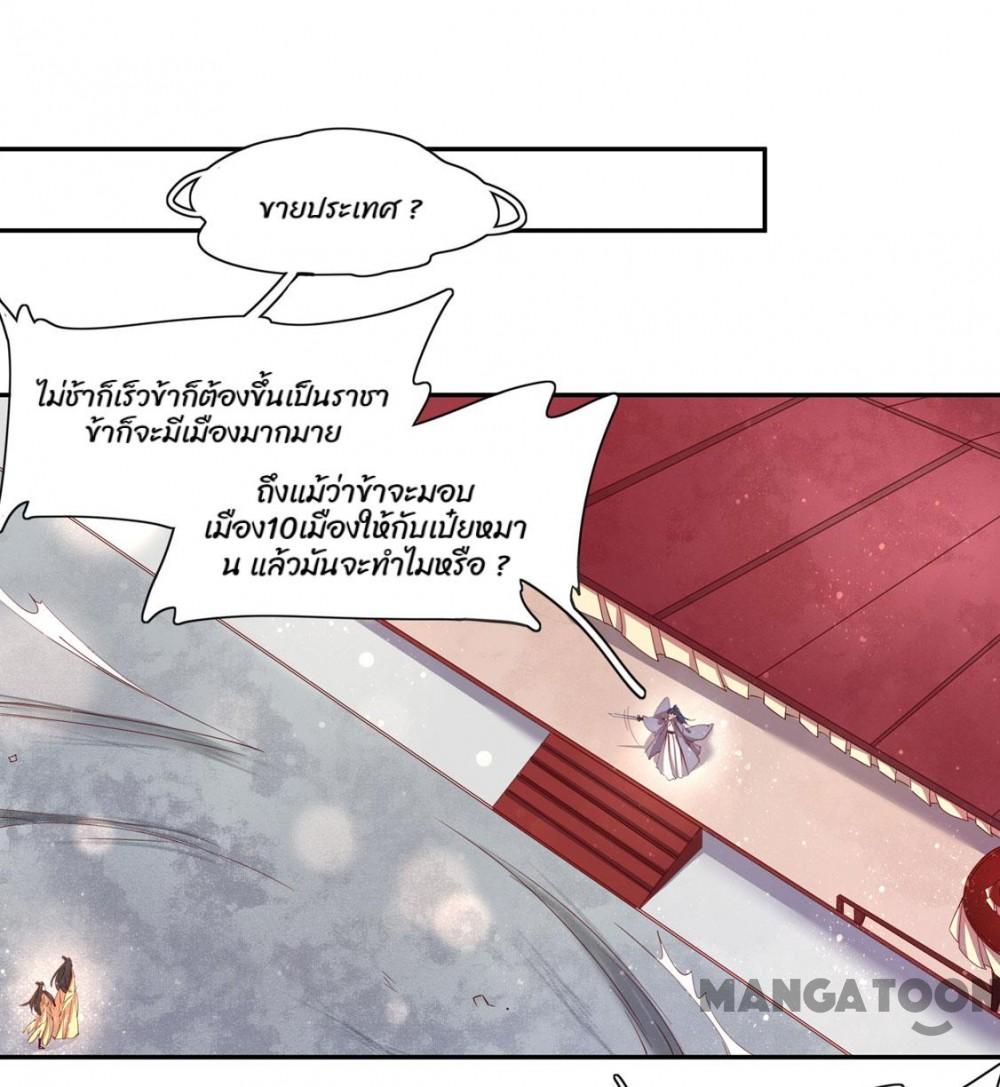 ขายประเทศ ?
ไม่ช้าก็เร็วข้าก็ต้องขึ้นเป็นราชา
ข้าก็จะมีเมืองมากมาย
ถึงแม้ว่าข้าจะมอบ
เมือง10เมืองให้กับเป๋ยหมา
น แล้วมันจะทำไมหรือ ?
MANGATOON